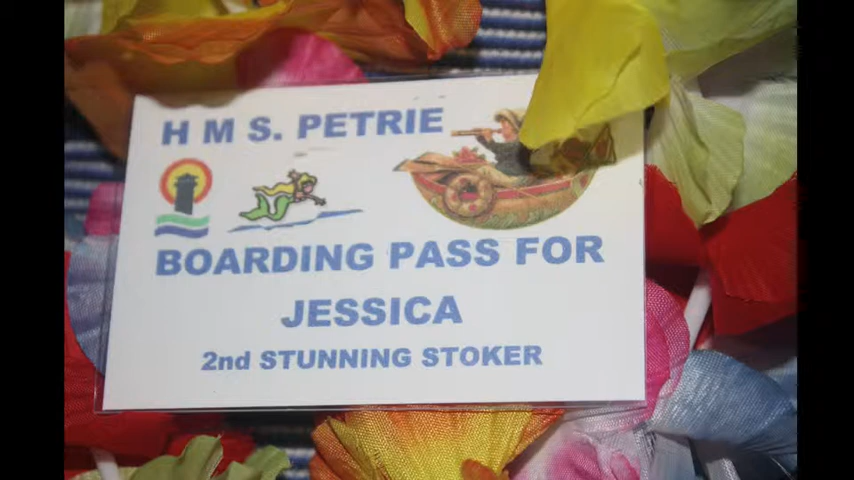 H M S. PETRIE
BOARDING PASS FOR
JESSICA
2nd STUNNING STOKER